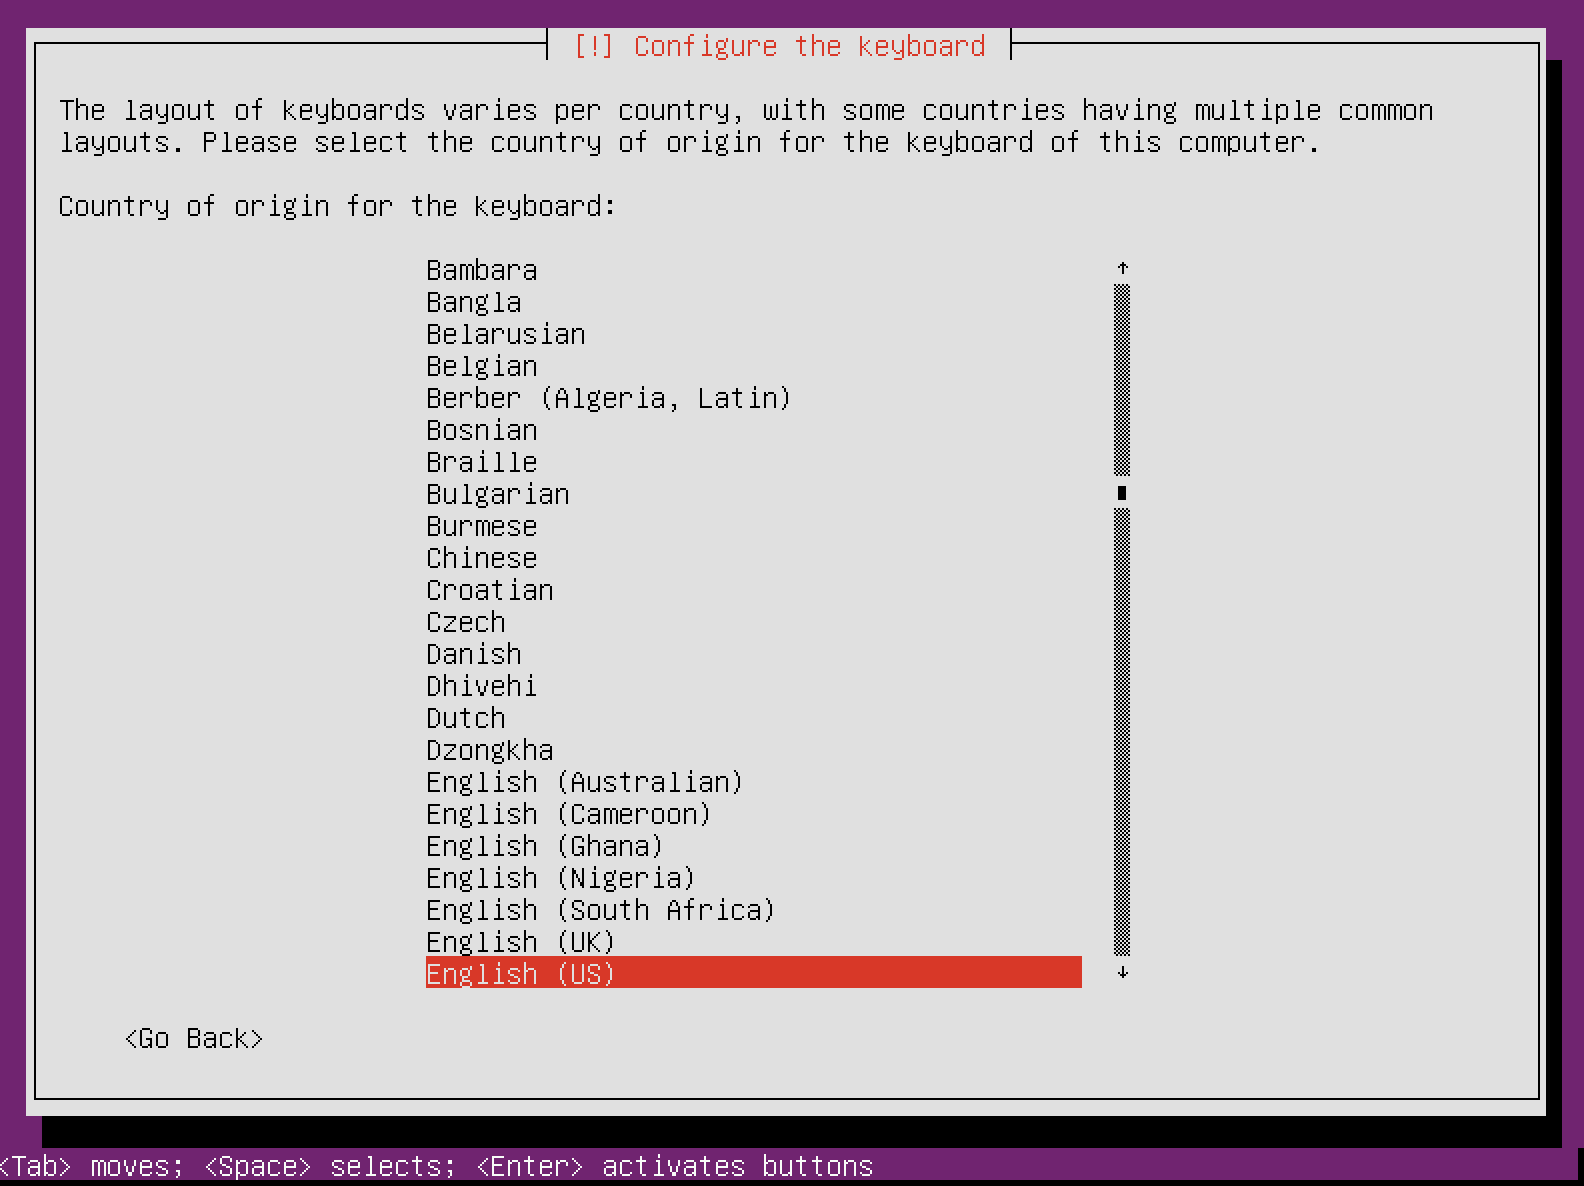 [!] Configure the keyboard
The layout of keyboards varies per country, with some countries having multiple common
layouts. Please select the country of origin for the keyboard of this computer.
Country of origin for the keyboard:
Bambara
Bangla
Belarusian
Belgian
Berber (Algeria, Latin)
Bosnian
Braille
Bulgarian
Burmese
Chinese
Croatian
Czech
Danish
Dhivehi
Dutch
Dzongkha
English (Australian)
English (Cameroon)
English (Ghana)
English (Nigeria)
English (South Africa)
English (UK)
English (US)
<Go Back>
<Tab> moves; <Space> selects; <Enter> activates buttons